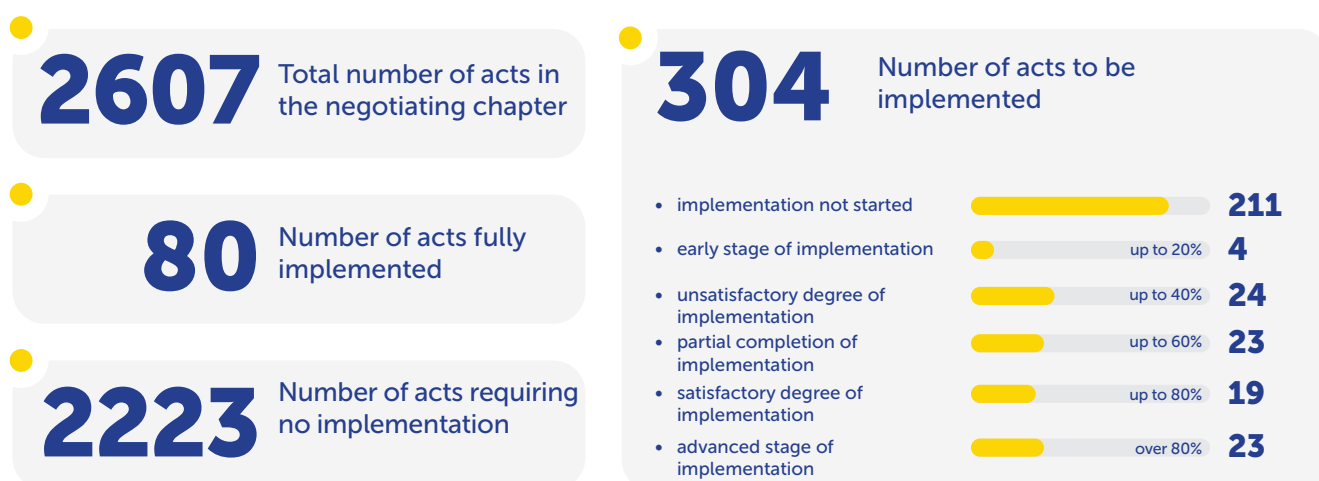 2607
Total number of acts in
the negotiating chapter
80
Number of acts fully
implemented
2223
Number of acts requiring
no implementation
304
Number of acts to be
implemented
• implementation not started 211
• early stage of implementation up to 20% 4
• unsatisfactory degree of
implementation up to 40% 24
• partial completion of
implementation up to 60% 23
• satisfactory degree of
implementation up to 80% 19
• advanced stage of
implementation over 80% 23